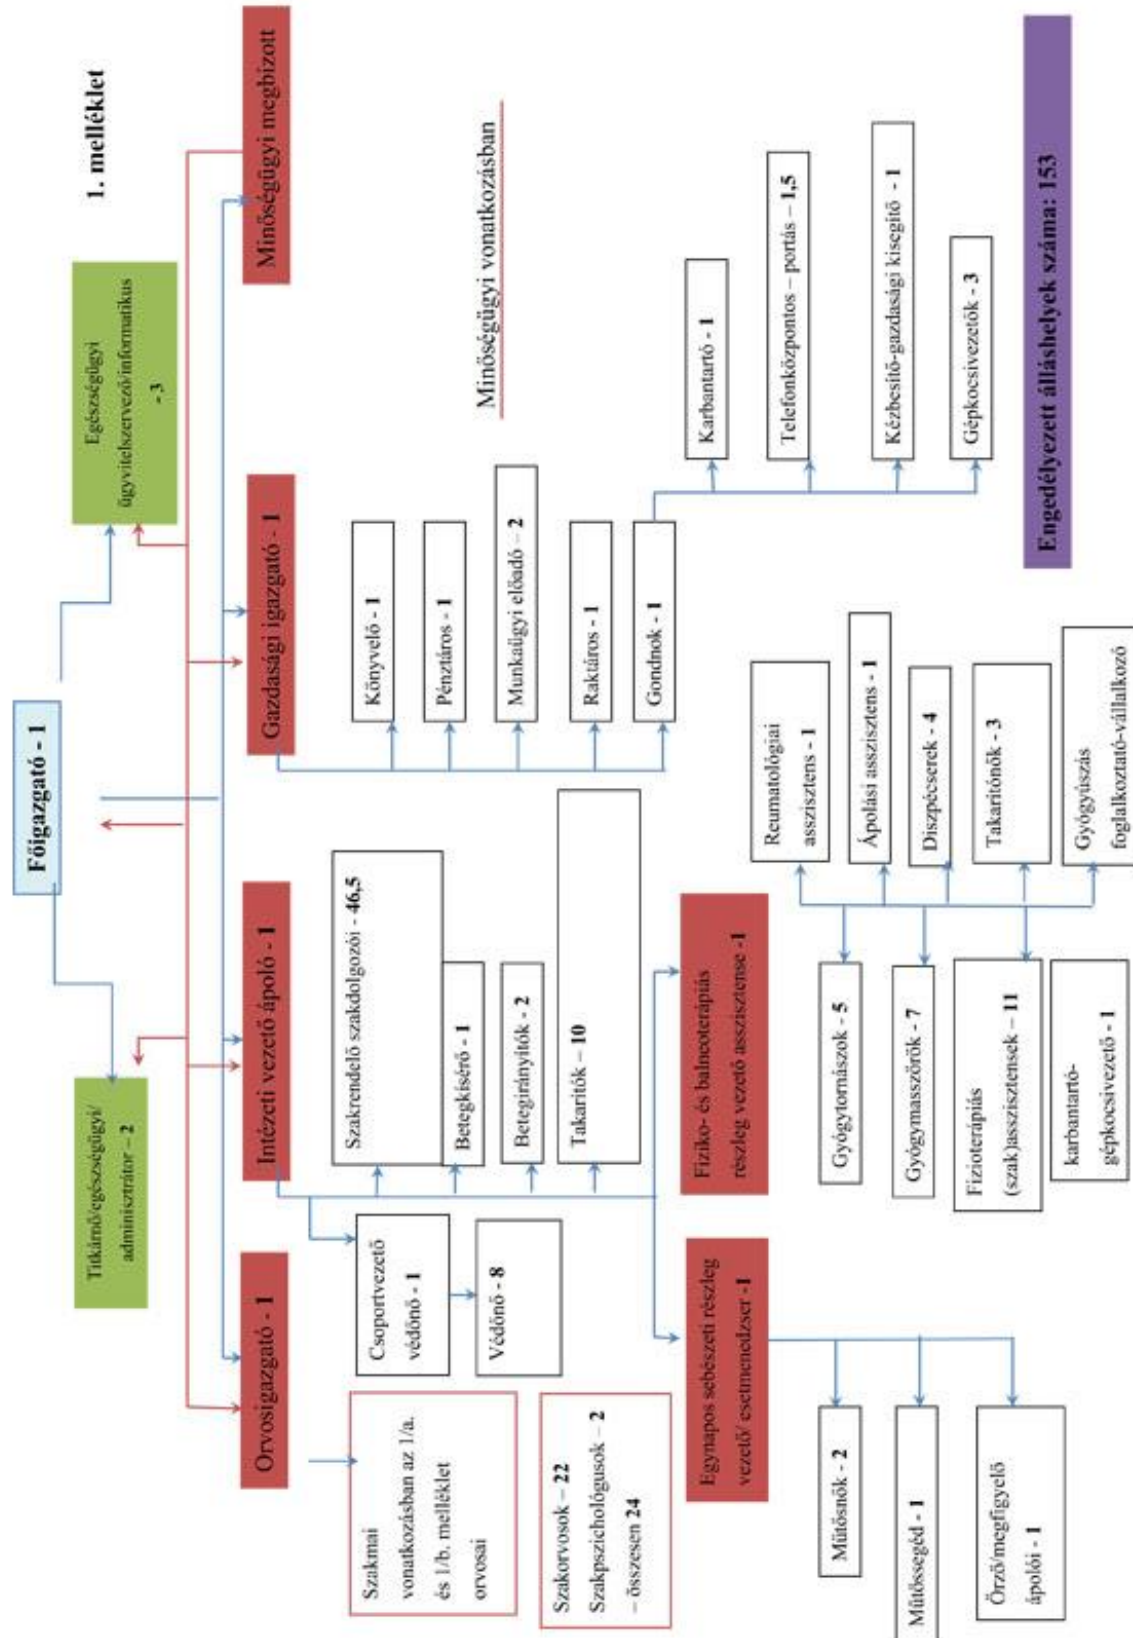 1. melléklet
Főigazgató - 1
Titkárnő/egészségügyi/
adminisztrátor – 2
Egészségügyi
ügyvitelszervező/informatikus
- 3
Orvosigazgató - 1
Intézeti vezető ápoló - 1
Gazdasági igazgató - 1
Minőségügyi megbízott
Szakmai
vonatkozásban az 1/a.
és 1/b. melléklet
orvosai
Szakorvosok – 22
Szakpszichológusok – 2
– összesen 24
Csoportvezető
védőnő - 1
Védőnő - 8
Szakrendelő szakdolgozói - 46,5
Betegkísérő - 1
Betegirányítók - 2
Takarítók – 10
Könyvelő - 1
Pénztáros - 1
Munkaügyi előadó – 2
Raktáros - 1
Gondnok - 1
Minőségügyi vonatkozásban
Karbantartó - 1
Telefonközpontos – portás – 1,5
Kézbesítő-gazdasági kisegítő - 1
Gépkocsivezetők - 3
Egynapos sebészeti részleg
vezető/ esetmenedzser -1
Műtősnők - 2
Műtőssegéd - 1
Őrző/megfigyelő
ápolói - 1
Fiziko- és balneoterápiás
részleg vezető asszisztense -1
Gyógytornászok - 5
Gyógymasszőrök - 7
Fizioterápiás
(szak)asszisztensek – 11
karbantartó-
gépkocsivezető - 1
Reumatológiai
asszisztens - 1
Ápolási asszisztens - 1
Diszpécserek - 4
Takarítónők - 3
Gyógyúszás
foglalkoztató-vállalkozó
Engedélyezett álláshelyek száma: 153